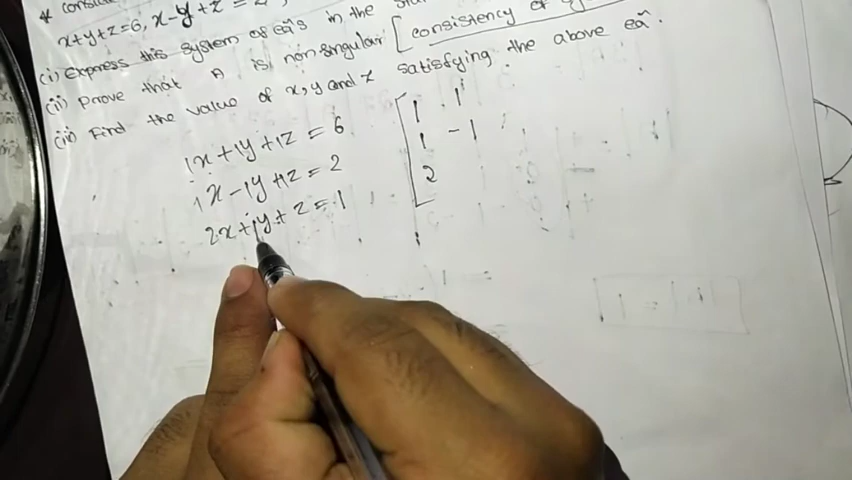 x+y+z=6, x-y+z=2,
(i) Express this system of eqⁿs in the
(ii) Prove that A is non singular [consistency of
(iii) Find the value of x, y and z satisfying the above eqⁿ.
1x+1y+1z=6
1x-1y+1z=2
2x+1y+z=1
1 1
1 -1
2